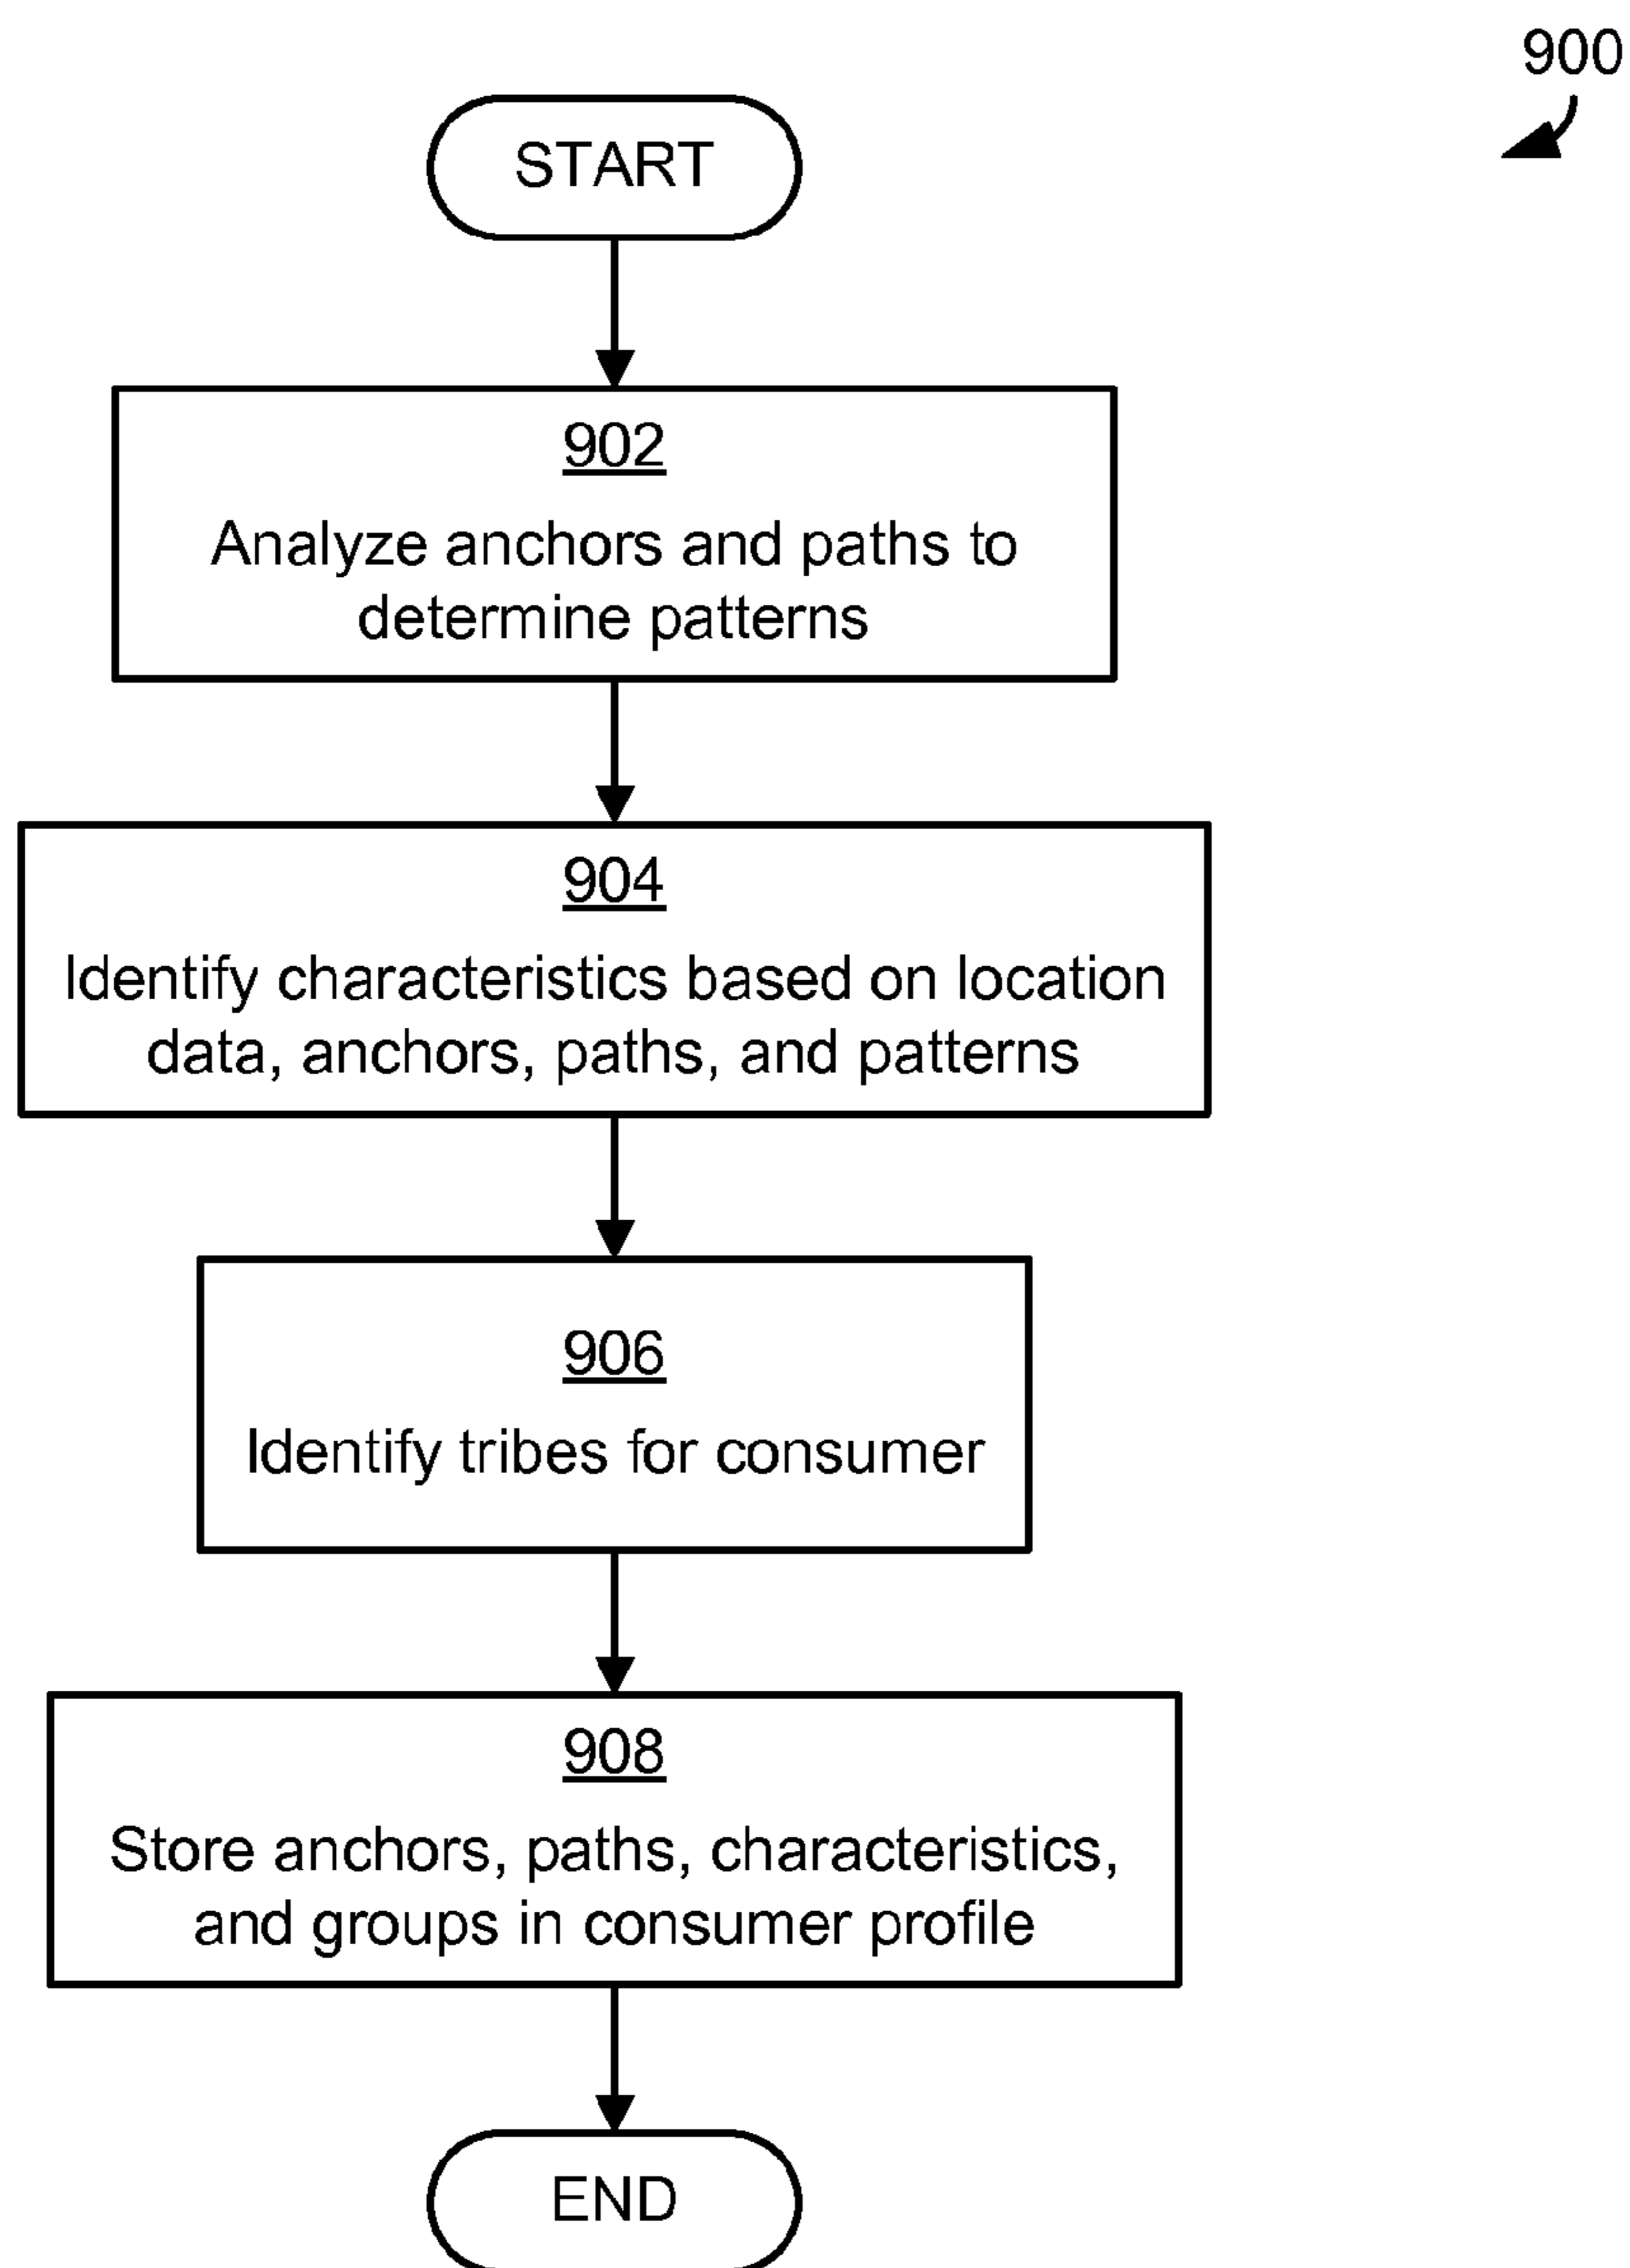 900
START
902
Analyze anchors and paths to
determine patterns
904
Identify characteristics based on location
data, anchors, paths, and patterns
906
Identify tribes for consumer
908
Store anchors, paths, characteristics,
and groups in consumer profile
END